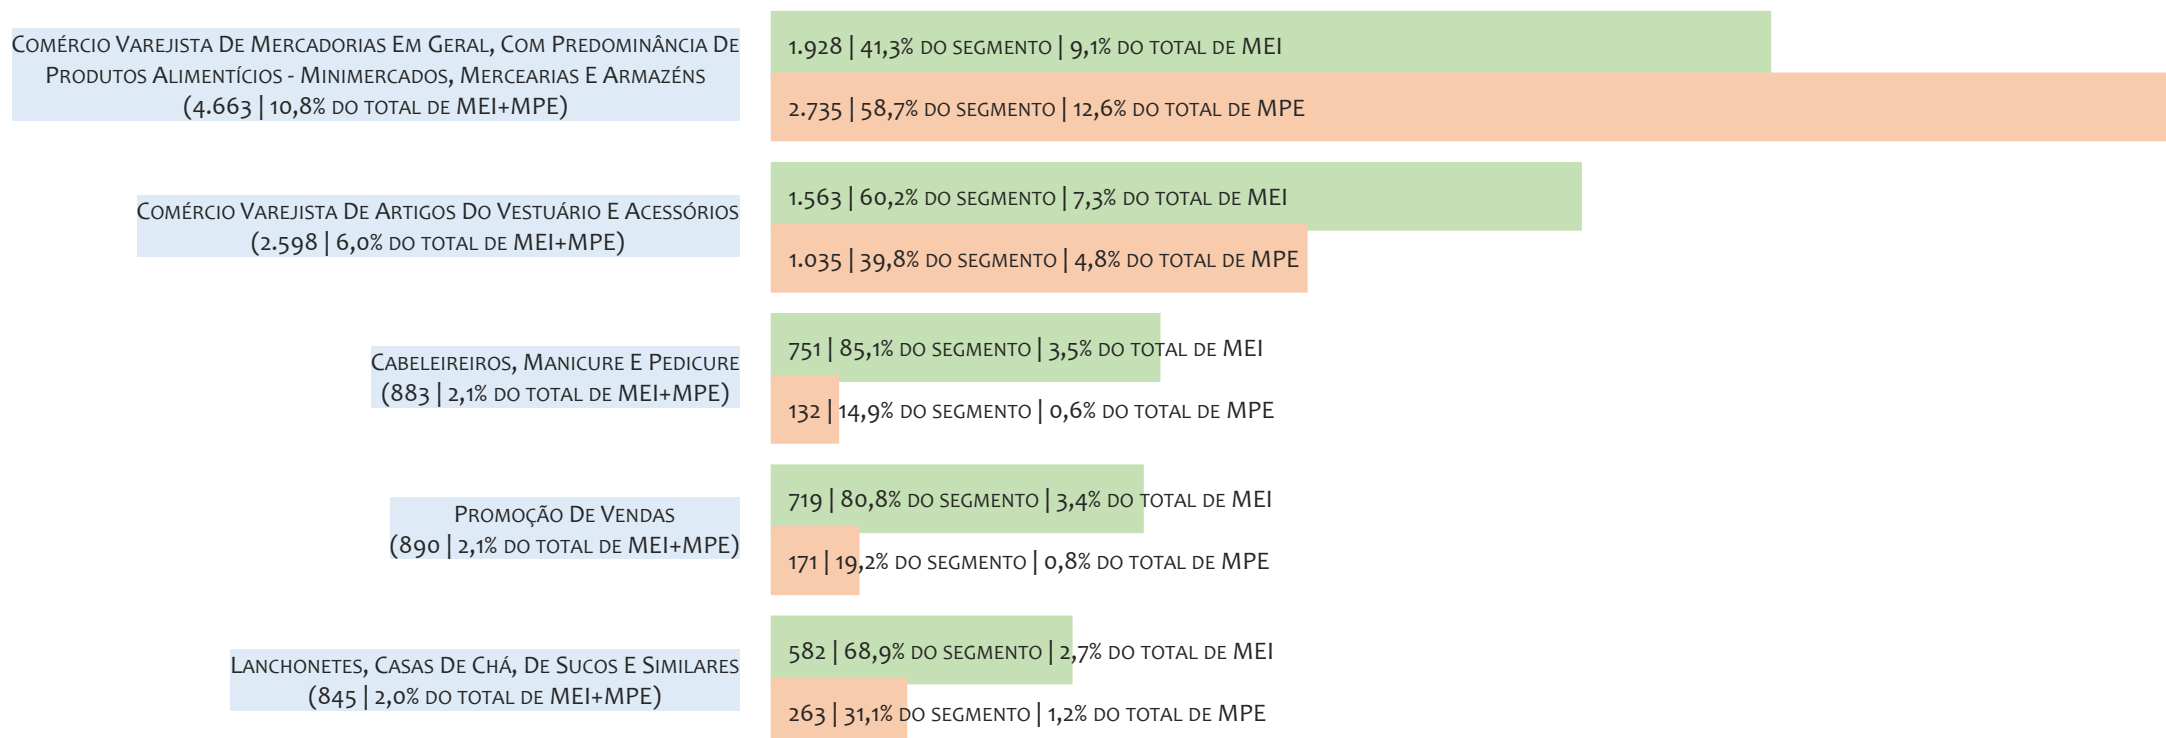 Comércio Varejista De Mercadorias Em Geral, Com Predominância De
Produtos Alimentícios - Minimercados, Mercearias E Armazéns
(4.663 | 10,8% do total de MEI+MPE)
1.928 | 41,3% do segmento | 9,1% do total de MEI
2.735 | 58,7% do segmento | 12,6% do total de MPE
Comércio Varejista De Artigos Do Vestuário E Acessórios
(2.598 | 6,0% do total de MEI+MPE)
1.563 | 60,2% do segmento | 7,3% do total de MEI
1.035 | 39,8% do segmento | 4,8% do total de MPE
Cabeleireiros, Manicure E Pedicure
(883 | 2,1% do total de MEI+MPE)
751 | 85,1% do segmento | 3,5% do total de MEI
132 | 14,9% do segmento | 0,6% do total de MPE
Promoção De Vendas
(890 | 2,1% do total de MEI+MPE)
719 | 80,8% do segmento | 3,4% do total de MEI
171 | 19,2% do segmento | 0,8% do total de MPE
Lanchonetes, Casas De Chá, De Sucos E Similares
(845 | 2,0% do total de MEI+MPE)
582 | 68,9% do segmento | 2,7% do total de MEI
263 | 31,1% do segmento | 1,2% do total de MPE